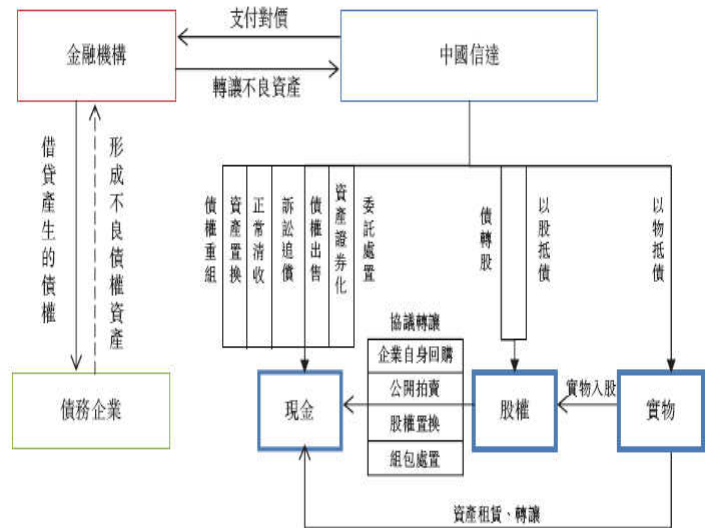 支付對價
金融機構
中國信達
轉讓不良資產
借貸產生的債權
形成不良債權資產
債權重組
資產置換
正常清收
訴訟追償
債權出售
資產證券化
委託處置
債轉股
以股抵債
以物抵債
協議轉讓
企業自身回購
公開拍賣
股權置換
組包處置
債務企業
現金
股權
實物入股
實物
資產租賃、轉讓